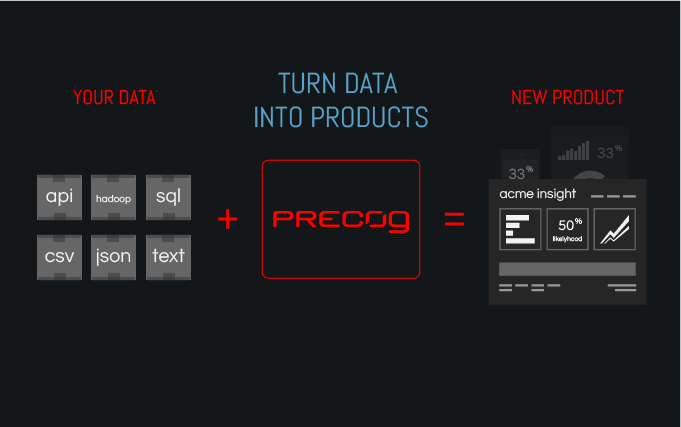 TURN DATA
INTO PRODUCTS
YOUR DATA
NEW PRODUCT
api
hadoop
sql
csv
json
text
+
PRECOG
=
33%
33%
acme insight
50%
likelyhood